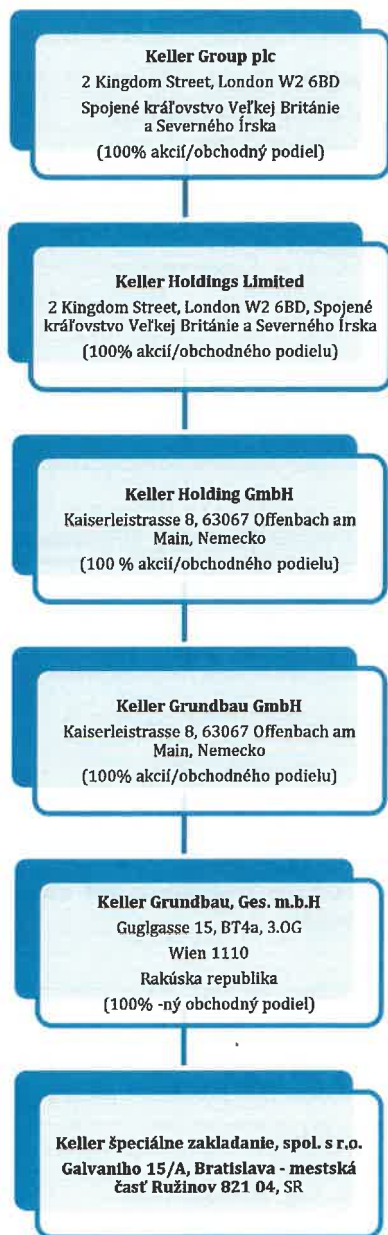 Keller Group plc
2 Kingdom Street, London W2 6BD
Spojené kráľovstvo Veľkej Británie
a Severného Írska
(100% akcií/obchodný podiel)
Keller Holdings Limited
2 Kingdom Street, London W2 6BD, Spojené
kráľovstvo Veľkej Británie a Severného Írska
(100% akcií/obchodného podielu)
Keller Holding GmbH
Kaiserleistrasse 8, 63067 Offenbach am
Main, Nemecko
(100 % akcií/obchodného podielu)
Keller Grundbau GmbH
Kaiserleistrasse 8, 63067 Offenbach am
Main, Nemecko
(100% akcií/obchodného podielu)
Keller Grundbau, Ges. m.b.H
Guglgasse 15, BT4a, 3.OG
Wien 1110
Rakúska republika
(100% -ný obchodný podiel)
Keller špeciálne zakladanie, spol. s r.o.
Galvaniho 15/A, Bratislava - mestská
časť Ružinov 821 04, SR